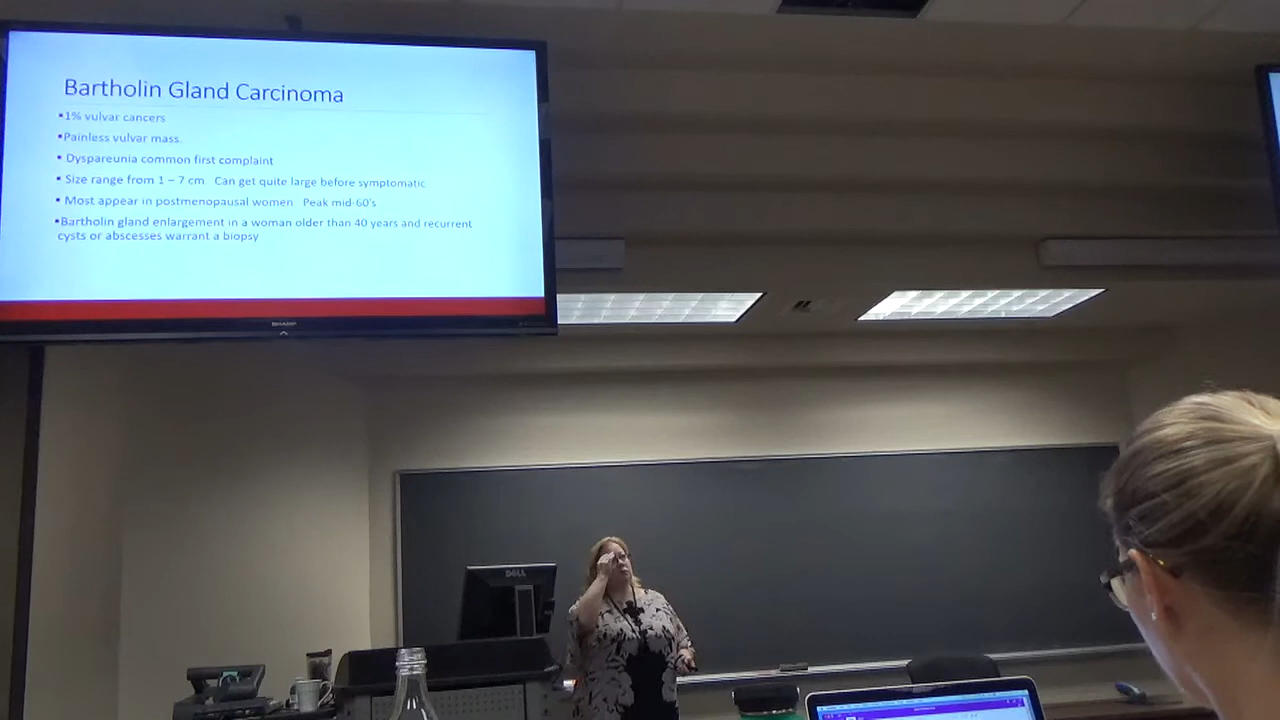 Bartholin Gland Carcinoma
▪1% vulvar cancers
▪Painless vulvar mass.
▪ Dyspareunia common first complaint
▪ Size range from 1 – 7 cm Can get quite large before symptomatic
▪ Most appear in postmenopausal women Peak mid-60's
▪Bartholin gland enlargement in a woman older than 40 years and recurrent
cysts or abscesses warrant a biopsy
SHARP
DELL